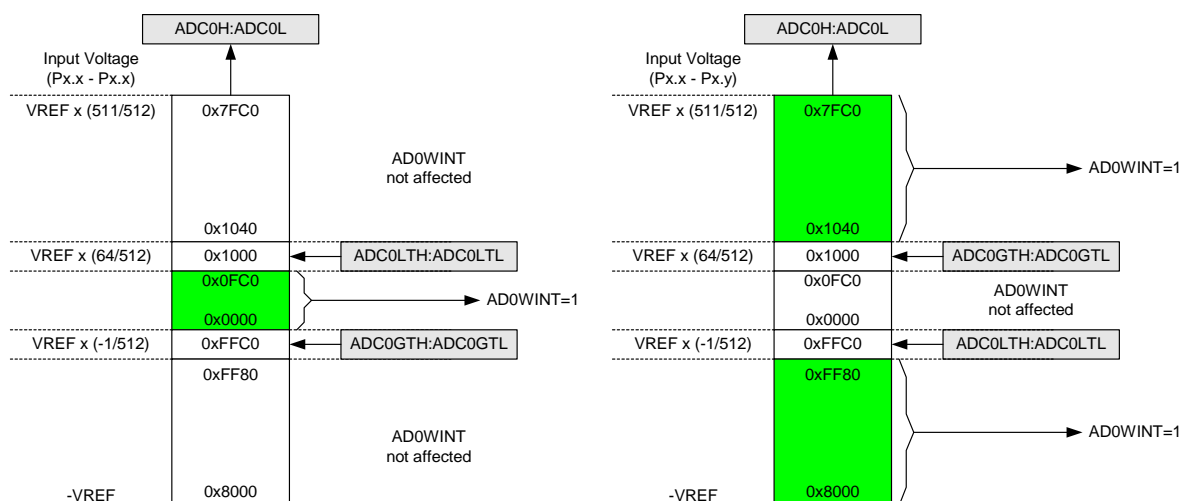 ADC0H:ADC0L
Input Voltage
(Px.x - Px.x)
VREF x (511/512)
0x7FC0
AD0WINT
not affected
0x1040
VREF x (64/512)
0x1000
ADC0LTH:ADC0LTL
0x0FC0
AD0WINT=1
0x0000
VREF x (-1/512)
0xFFC0
ADC0GTH:ADC0GTL
0xFF80
AD0WINT
not affected
-VREF
0x8000
ADC0H:ADC0L
Input Voltage
(Px.x - Px.y)
VREF x (511/512)
0x7FC0
AD0WINT=1
0x1040
VREF x (64/512)
0x1000
ADC0GTH:ADC0GTL
0x0FC0
AD0WINT
not affected
0x0000
VREF x (-1/512)
0xFFC0
ADC0LTH:ADC0LTL
0xFF80
AD0WINT=1
-VREF
0x8000